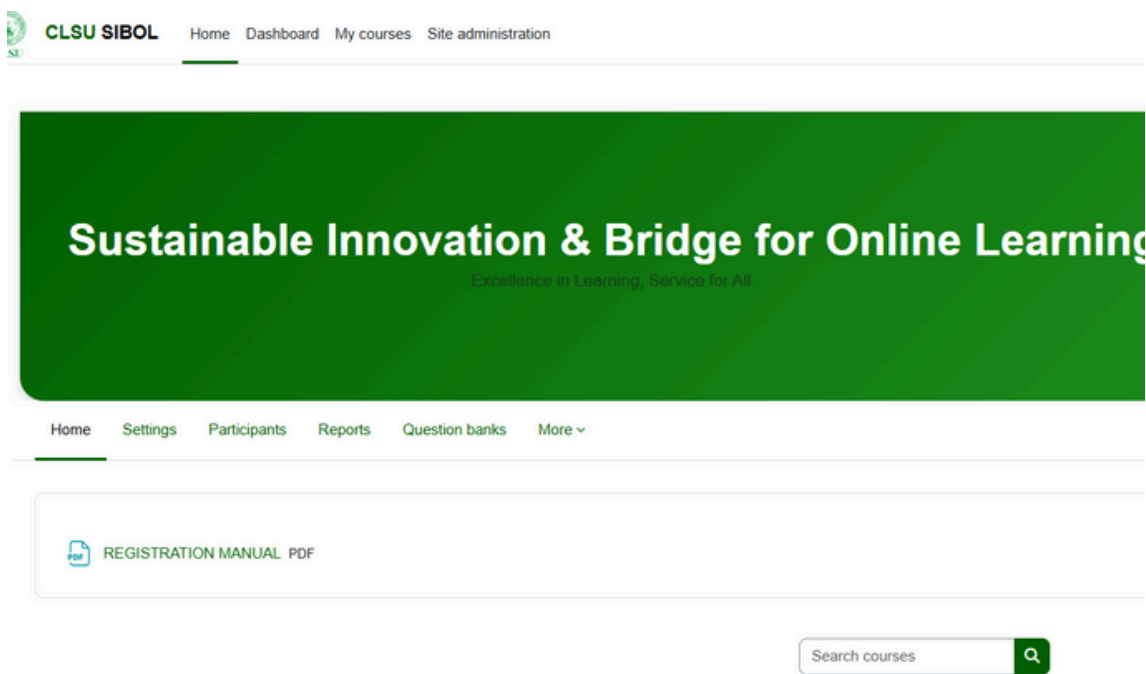 CLSU SIBOL Home Dashboard My courses Site administration
Sustainable Innovation & Bridge for Online Learning
Excellence in Learning, Service for All.
Home Settings Participants Reports Question banks More
PDF REGISTRATION MANUAL PDF
Search courses